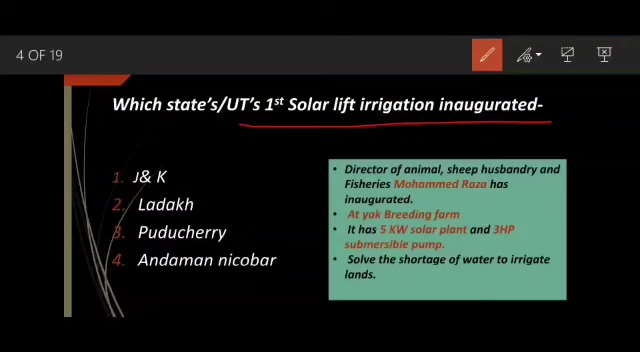 4 OF 19
Which state's/UT's 1st Solar lift irrigation inaugurated-
1. J& K
2. Ladakh
3. Puducherry
4. Andaman nicobar
• Director of animal, sheep husbandry and
Fisheries Mohammed Raza has
inaugurated.
• At yak Breeding farm
• It has 5 KW solar plant and 3HP
submersible pump.
• Solve the shortage of water to irrigate
lands.